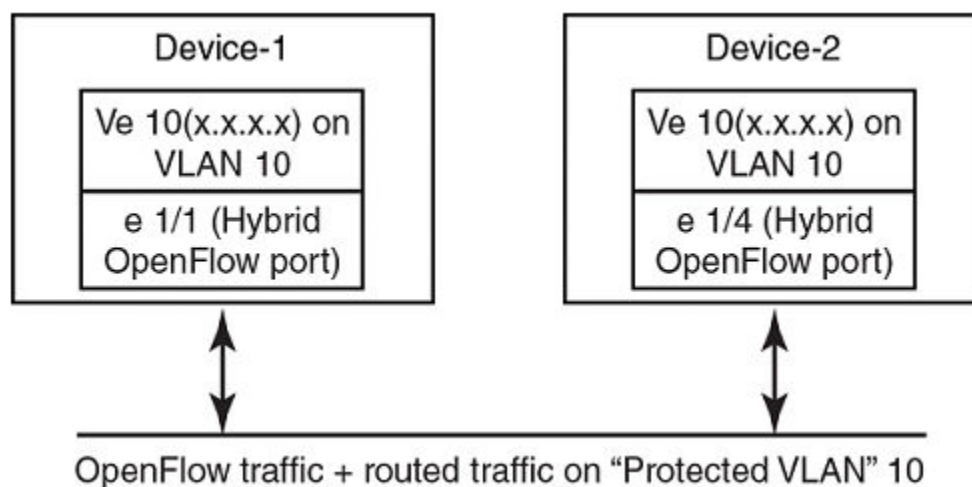 Device-1
Ve 10(x.x.x.x) on
VLAN 10
e 1/1 (Hybrid
OpenFlow port)
Device-2
Ve 10(x.x.x.x) on
VLAN 10
e 1/4 (Hybrid
OpenFlow port)
OpenFlow traffic + routed traffic on “Protected VLAN” 10